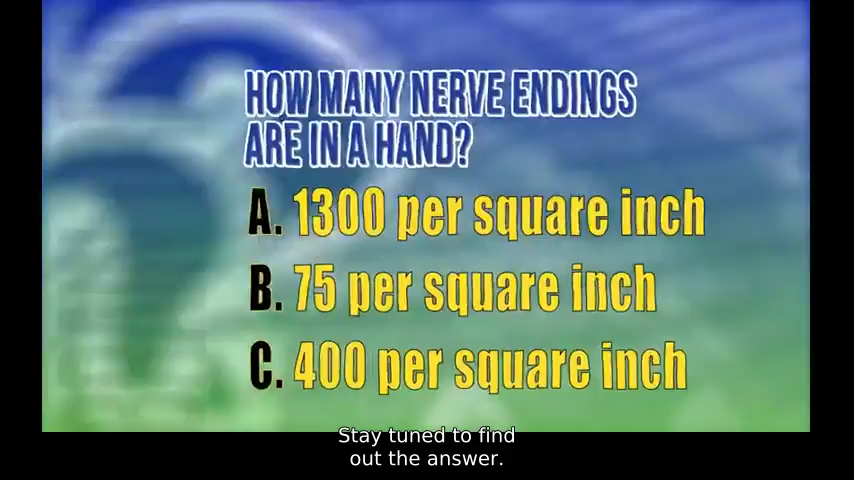 HOW MANY NERVE ENDINGS
ARE IN A HAND?
A. 1300 per square inch
B. 75 per square inch
C. 400 per square inch
Stay tuned to find
out the answer.